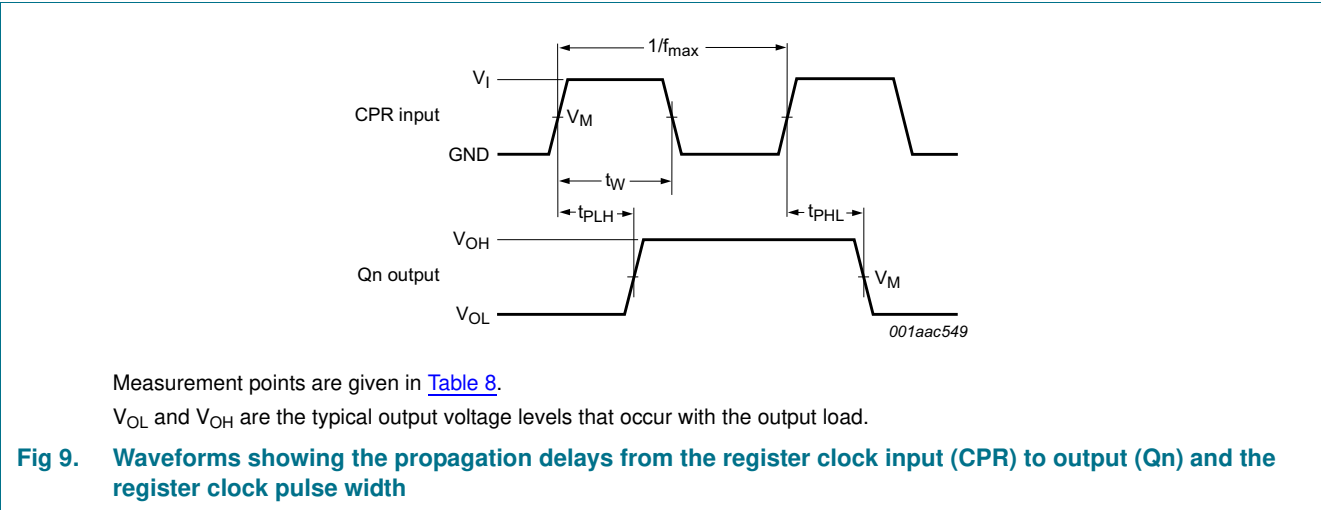 1/fmax
VI
CPR input
VM
GND
tW
tPLH
tPHL
VOH
Qn output
VM
VOL
001aac549
Measurement points are given in Table 8.
VOL and VOH are the typical output voltage levels that occur with the output load.
Fig 9. Waveforms showing the propagation delays from the register clock input (CPR) to output (Qn) and the
register clock pulse width